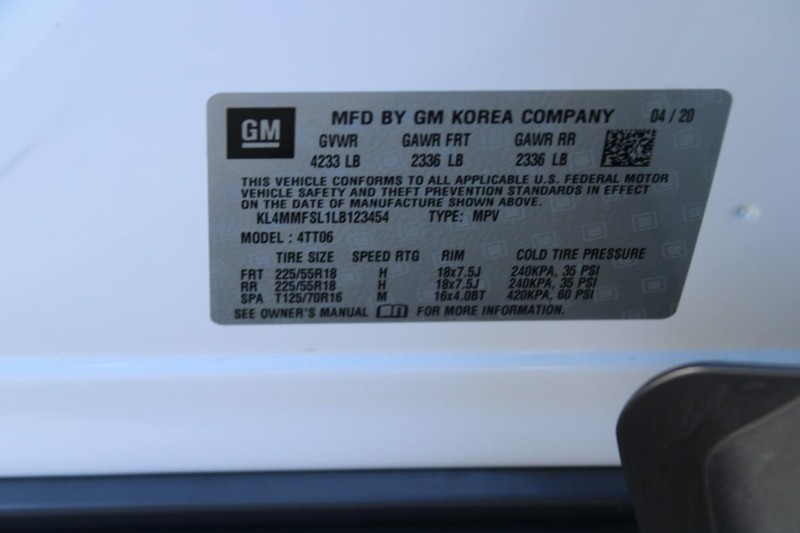 GM MFD BY GM KOREA COMPANY 04 / 20
GVWR GAWR FRT GAWR RR
4233 LB 2336 LB 2336 LB
THIS VEHICLE CONFORMS TO ALL APPLICABLE U.S. FEDERAL MOTOR
VEHICLE SAFETY AND THEFT PREVENTION STANDARDS IN EFFECT
ON THE DATE OF MANUFACTURE SHOWN ABOVE.
KL4MMFSL1LB123454 TYPE: MPV
MODEL : 4TT06
TIRE SIZE SPEED RTG RIM COLD TIRE PRESSURE
FRT 225/55R18 H 18x7.5J 240KPA, 35 PSI
RR 225/55R18 H 18x7.5J 240KPA, 35 PSI
SPA T125/70R16 M 16x4.0BT 420KPA, 60 PSI
SEE OWNER'S MANUAL FOR MORE INFORMATION.